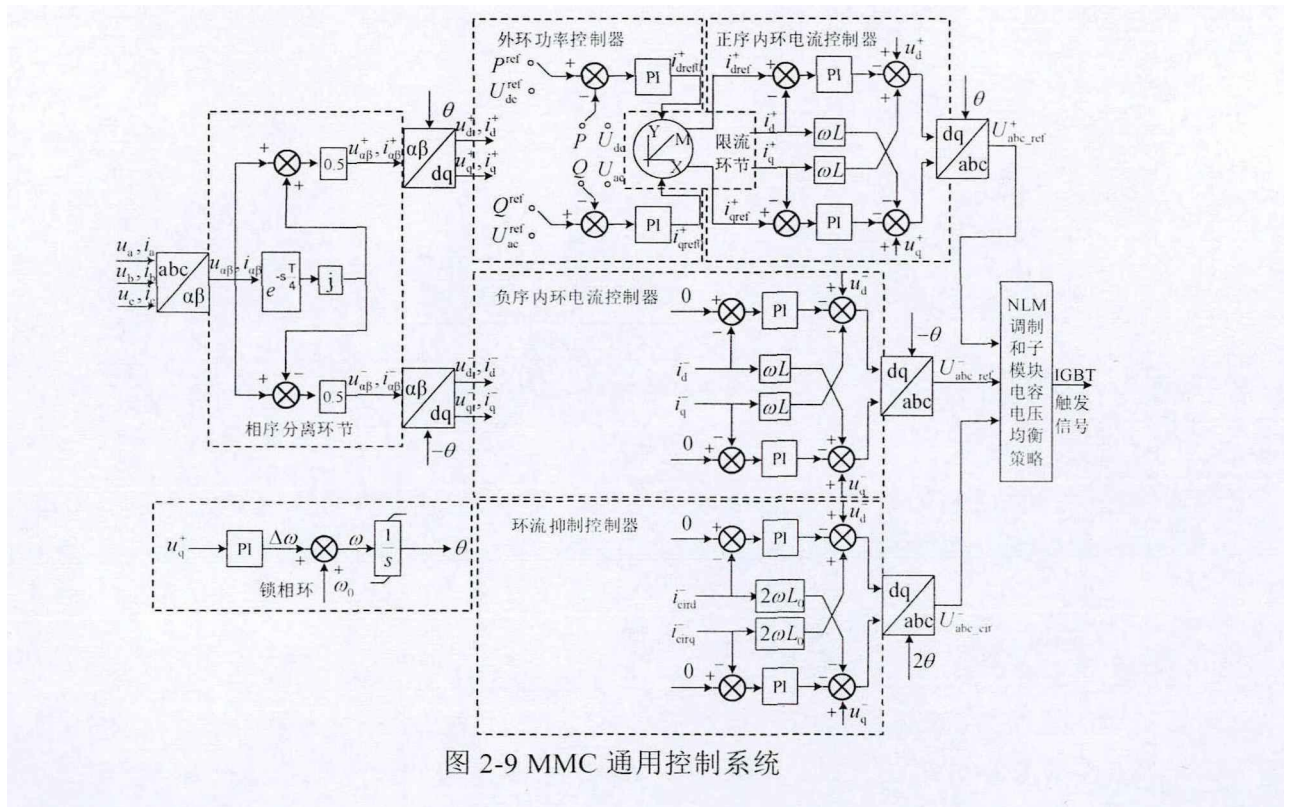 外环功率控制器
正序内环电流控制器
P^ref
U_dc^ref
+
−
PI
i_dreft^+
P
U_dc
Q
U_ac
Q^ref
U_ac^ref
+
−
PI
i_qreft^+
Y
M
X
限流
环节
i_dref^+
+
−
PI
−
+
u_d^+
+
i_d^+
ωL
i_q^+
ωL
i_qref^+
+
−
PI
−
−
+
u_q^+
θ
dq
abc
U_abc_ref^+
u_a, i_a
u_b, i_b
u_c, i_c
abc
αβ
u_αβ, i_αβ
e^(-s T/4)
j
+
+
0.5
u_αβ^+, i_αβ^+
θ
αβ
dq
u_d^+, i_d^+
u_q^+, i_q^+
+
−
0.5
u_αβ^-, i_αβ^-
αβ
dq
u_d^-, i_d^-
u_q^-, i_q^-
−θ
相序分离环节
负序内环电流控制器
0
+
−
PI
−
+
u_d^-
−
i_d^-
ωL
i_q^-
ωL
0
+
−
PI
−
−
+
u_q^-
−θ
dq
abc
U_abc_ref^-
NLM
调制
和子
模块
电容
电压
均衡
策略
IGBT
触发
信号
u_q^+
PI
Δω
+
+
ω_0
ω
1
s
θ
锁相环
环流抑制控制器
0
+
−
PI
−
+
u_d^-
+
i_cird^-
2ωL_0
i_cirq^-
2ωL_0
0
+
−
PI
−
−
+
u_q^-
dq
abc
U_abc_cir^-
2θ
图 2-9 MMC 通用控制系统